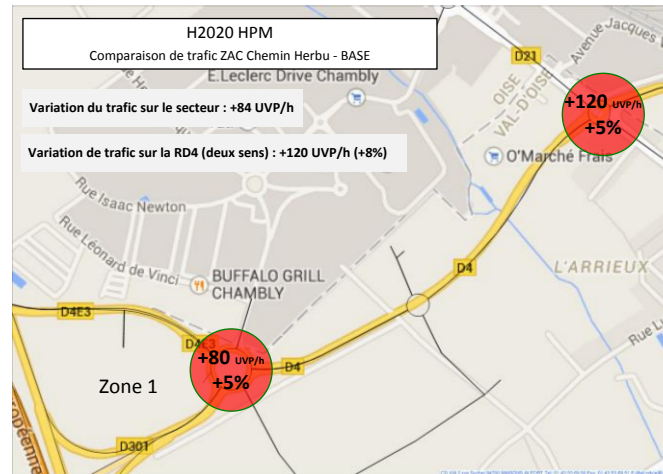 H2020 HPM
Comparaison de trafic ZAC Chemin Herbu - BASE
D21
Avenue Jacques
E.Leclerc Drive Chambly
OISE
VAL-D'OISE
Variation du trafic sur le secteur : +84 UVP/h
+120 UVP/h
+5%
Variation de trafic sur la RD4 (deux sens) : +120 UVP/h (+8%)
O'Marché Frais
Rue Isaac Newton
Rue Léonard de Vinci
D4
L'ARRIEUX
BUFFALO GRILL
CHAMBLY
D4E3
D4E3
+80 UVP/h
+5%
D4
Zone 1
D301